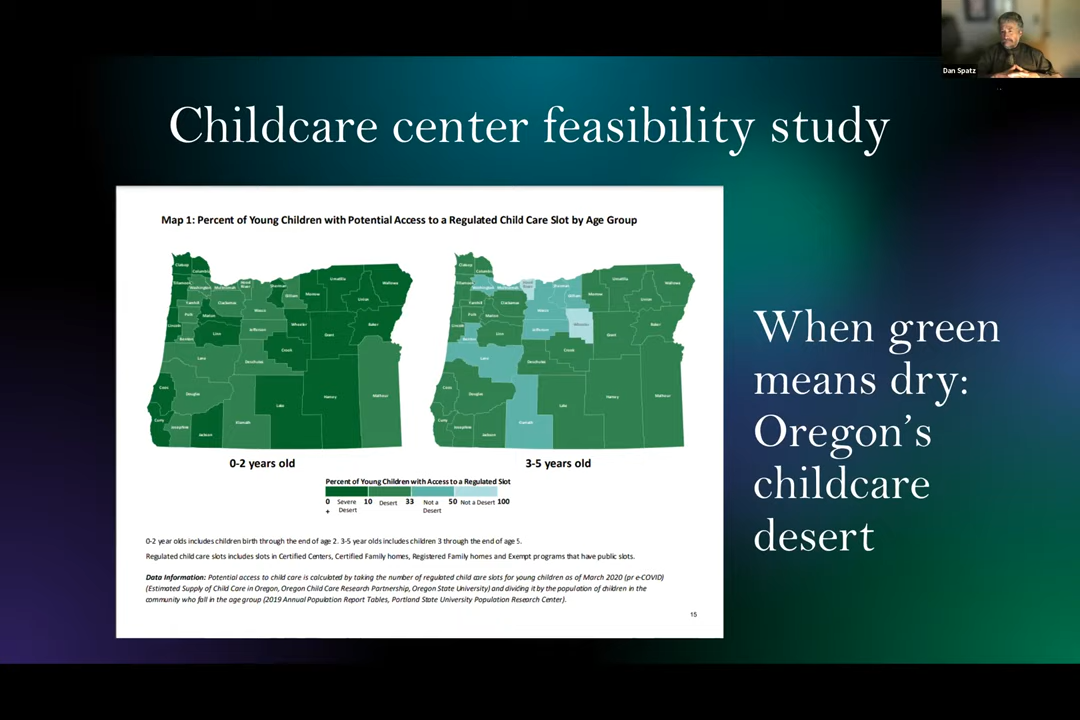 Dan Spatz
Childcare center feasibility study
Map 1: Percent of Young Children with Potential Access to a Regulated Child Care Slot by Age Group
0-2 years old
3-5 years old
Percent of Young Children with Access to a Regulated Slot
0 Severe 10 Desert 33 Not a 50 Not a Desert 100
+ Desert Desert
0-2 year olds includes children birth through the end of age 2. 3-5 year olds includes children 3 through the end of age 5.
Regulated child care slots includes slots in Certified Centers, Certified Family homes, Registered Family homes and Exempt programs that have public slots.
Data Information: Potential access to child care is calculated by taking the number of regulated child care slots for young children as of March 2020 (pr e-COVID)
(Estimated Supply of Child Care in Oregon, Oregon Child Care Research Partnership, Oregon State University) and dividing it by the population of children in the
community who fall in the age group (2019 Annual Population Report Tables, Portland State University Population Research Center).
15
When green
means dry:
Oregon's
childcare
desert